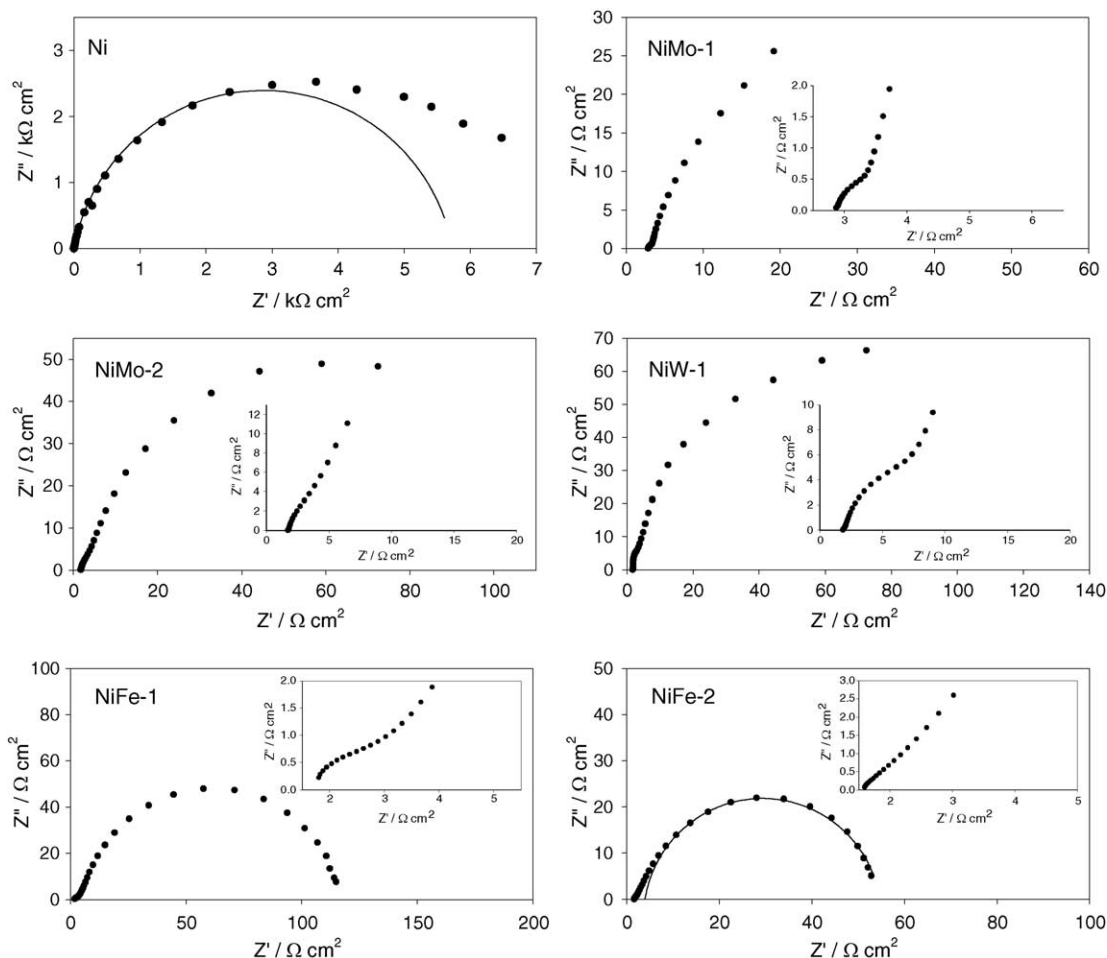 Ni
Z'' / kΩ cm²
3
2
1
0
0 1 2 3 4 5 6 7
Z' / kΩ cm²
NiMo-1
Z'' / Ω cm²
30
25
20
15
10
5
0
0 10 20 30 40 50 60
Z' / Ω cm²
Z'' / Ω cm²
2.0
1.5
1.0
0.5
0.0
3 4 5 6
Z' / Ω cm²
NiMo-2
Z'' / Ω cm²
50
40
30
20
10
0
0 20 40 60 80 100
Z' / Ω cm²
Z'' / Ω cm²
12
10
8
6
4
2
0
0 5 10 15 20
Z' / Ω cm²
NiW-1
Z'' / Ω cm²
70
60
50
40
30
20
10
0
0 20 40 60 80 100 120 140
Z' / Ω cm²
Z'' / Ω cm²
10
8
6
4
2
0
0 5 10 15 20
Z' / Ω cm²
NiFe-1
Z'' / Ω cm²
100
80
60
40
20
0
0 50 100 150 200
Z' / Ω cm²
Z'' / Ω cm²
2.0
1.5
1.0
0.5
0.0
2 3 4 5
Z' / Ω cm²
NiFe-2
Z'' / Ω cm²
50
40
30
20
10
0
0 20 40 60 80 100
Z' / Ω cm²
Z'' / Ω cm²
3.0
2.5
2.0
1.5
1.0
0.5
0.0
2 3 4 5
Z' / Ω cm²